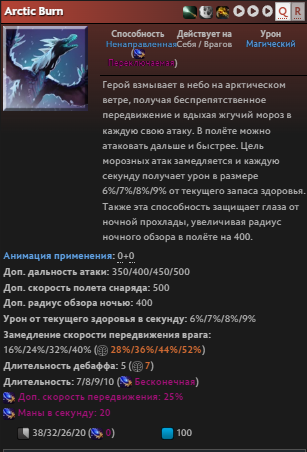 Arctic Burn
Q R
Способность Действует на Урон
Ненаправленная Себя / Врагов Магический
(Переключаемая)
Герой взмывает в небо на арктическом
ветре, получая беспрепятственное
передвижение и вдыхая жгучий мороз в
каждую свою атаку. В полёте можно
атаковать дальше и быстрее. Цель
морозных атак замедляется и каждую
секунду получает урон в размере
6%/7%/8%/9% от текущего запаса здоровья.
Также эта способность защищает глаза от
ночной прохлады, увеличивая радиус
ночного обзора в полёте на 400.
Анимация применения: 0+0
Доп. дальность атаки: 350/400/450/500
Доп. скорость полета снаряда: 500
Доп. радиус обзора ночью: 400
Урон от текущего здоровья в секунду: 6%/7%/8%/9%
Замедление скорости передвижения врага:
16%/24%/32%/40% (28%/36%/44%/52%)
Длительность дебаффа: 5 (7)
Длительность: 7/8/9/10 (Бесконечная)
Доп. скорость передвижения: 25%
Маны в секунду: 20
38/32/26/20 (0) 100